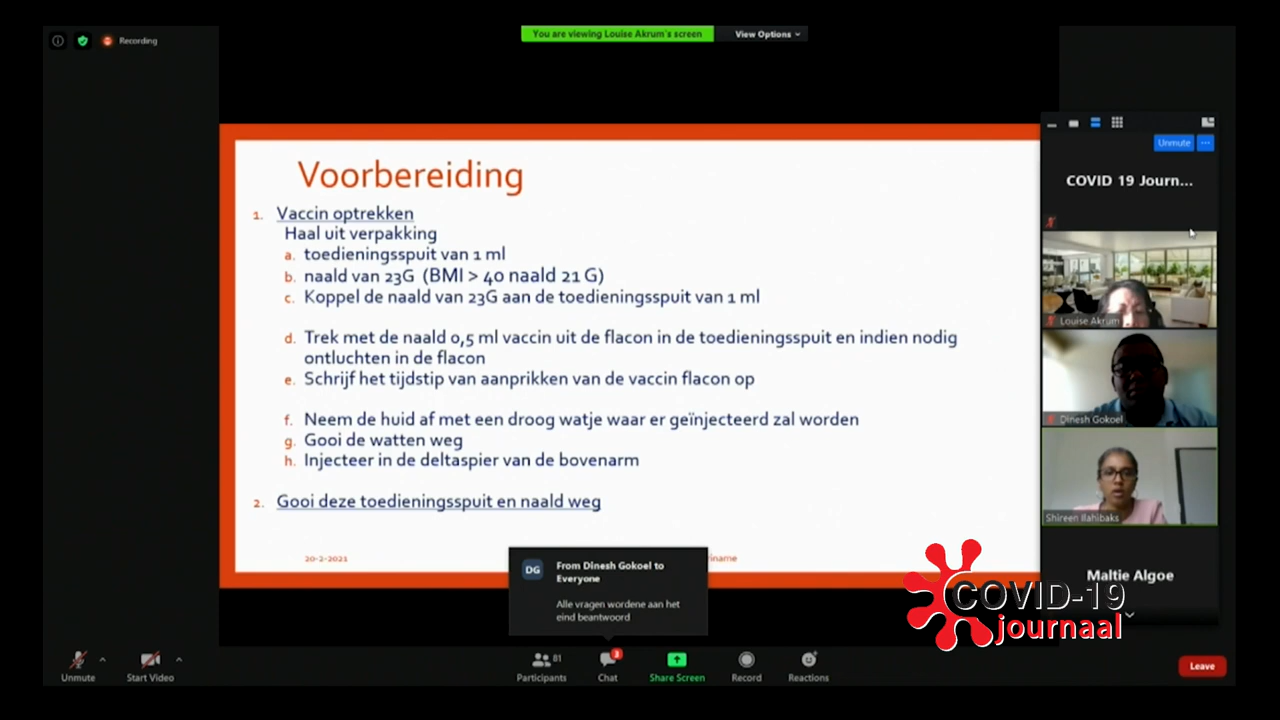 Recording
You are viewing Louise Akrum's screen
View Options
Unmute
COVID 19 Journ...
Voorbereiding
1. Vaccin optrekken
Haal uit verpakking
a. toedieningsspuit van 1 ml
b. naald van 23G (BMI > 40 naald 21 G)
c. Koppel de naald van 23G aan de toedieningsspuit van 1 ml
d. Trek met de naald 0,5 ml vaccin uit de flacon in de toedieningsspuit en indien nodig
ontluchten in de flacon
e. Schrijf het tijdstip van aanprikken van de vaccin flacon op
f. Neem de huid af met een droog watje waar er geïnjecteerd zal worden
g. Gooi de watten weg
h. Injecteer in de deltaspier van de bovenarm
2. Gooi deze toedieningsspuit en naald weg
20-2-2021
iname
Louise Akrum
Dinesh Gokoel
Shireen Ilahibaks
Maltie Algoe
DG
From Dinesh Gokoel to
Everyone
Alle vragen wordene aan het
eind beantwoord
COVID-19
journaal
Unmute
Start Video
81
Participants
3
Chat
Share Screen
Record
Reactions
Leave